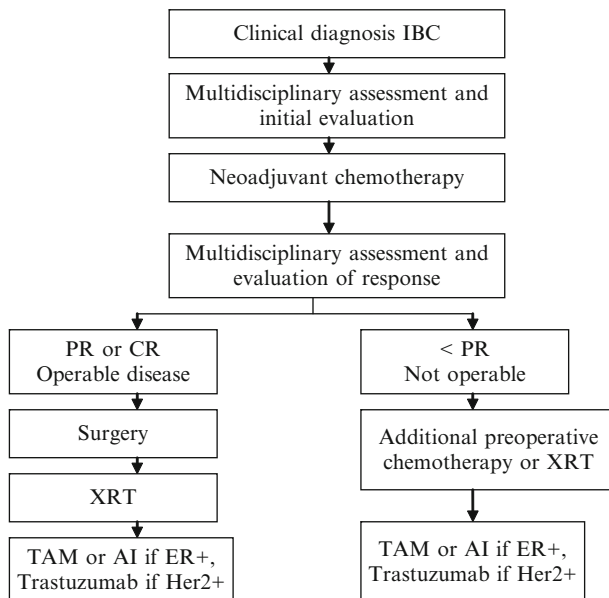 Clinical diagnosis IBC
Multidisciplinary assessment and
initial evaluation
Neoadjuvant chemotherapy
Multidisciplinary assessment and
evaluation of response
PR or CR
Operable disease
Surgery
XRT
TAM or AI if ER+,
Trastuzumab if Her2+
< PR
Not operable
Additional preoperative
chemotherapy or XRT
TAM or AI if ER+,
Trastuzumab if Her2+